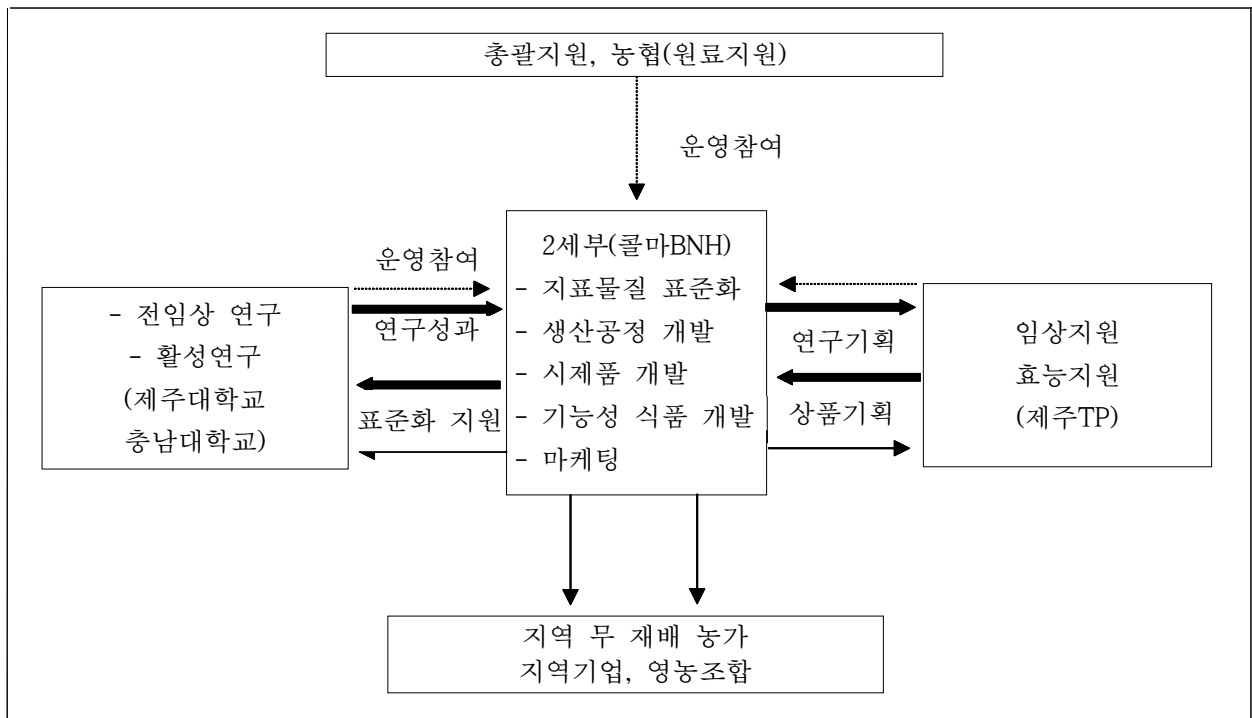 총괄지원, 농협(원료지원)
운영참여
운영참여
연구성과
표준화 지원
- 전임상 연구
- 활성연구
(제주대학교
충남대학교)
2세부(콜마BNH)
- 지표물질 표준화
- 생산공정 개발
- 시제품 개발
- 기능성 식품 개발
- 마케팅
연구기획
상품기획
임상지원
효능지원
(제주TP)
지역 무 재배 농가
지역기업, 영농조합